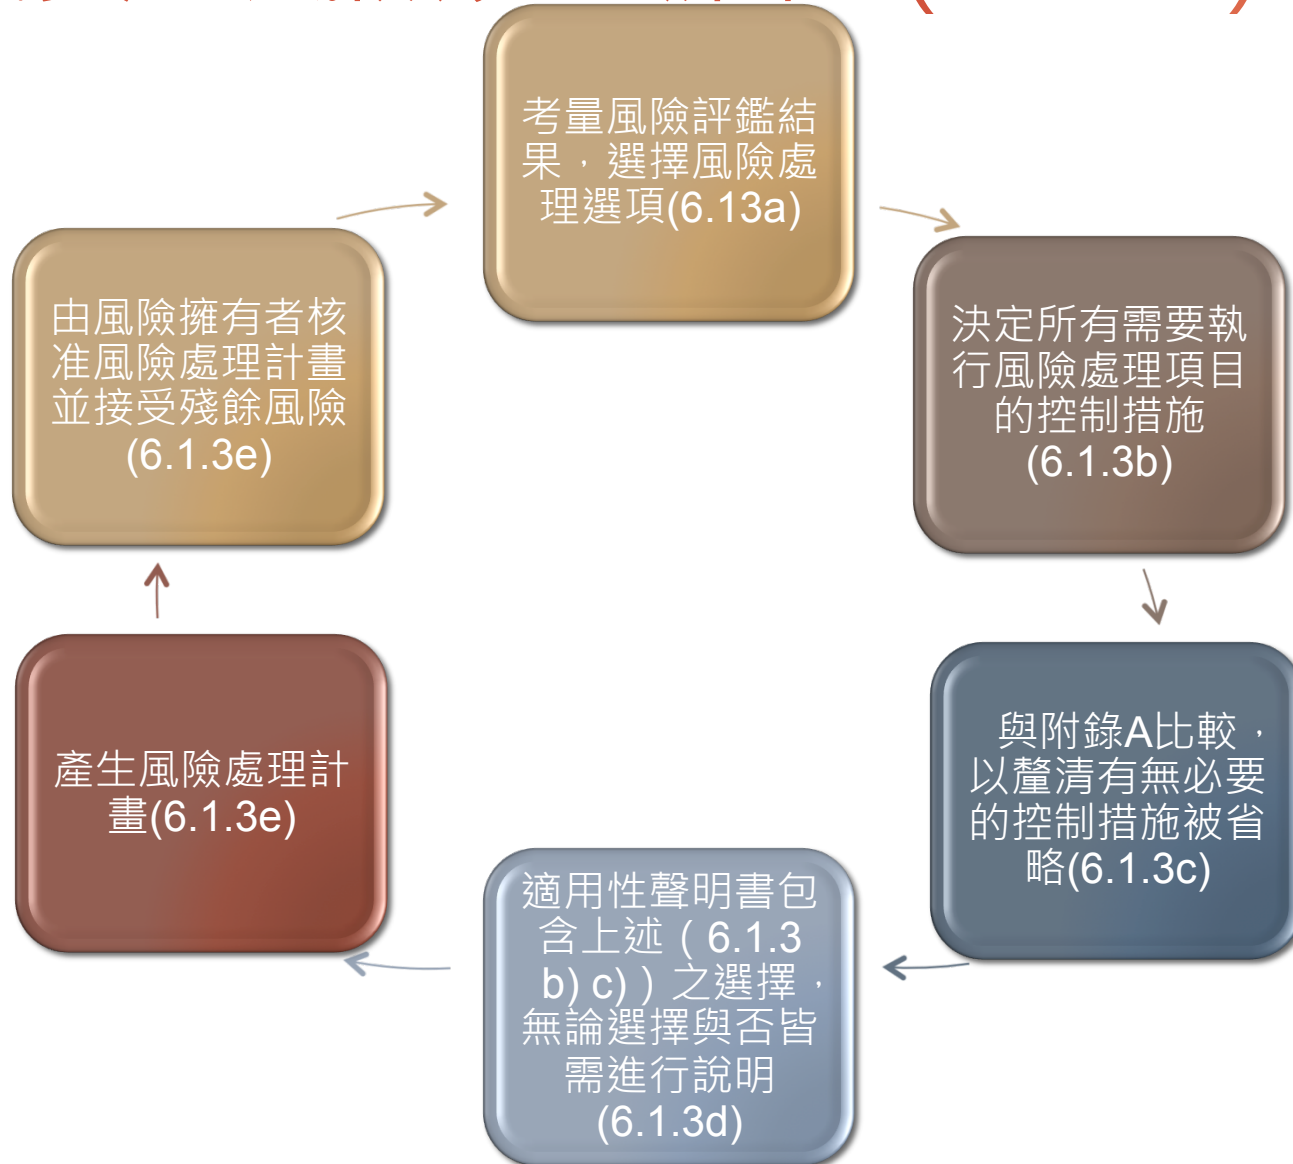 考量風險評鑑結
果，選擇風險處
理選項(6.13a)
決定所有需要執
行風險處理項目
的控制措施
(6.1.3b)
與附錄A比較，
以釐清有無必要
的控制措施被省
略(6.1.3c)
適用性聲明書包
含上述（6.1.3
b) c)）之選擇，
無論選擇與否皆
需進行說明
(6.1.3d)
產生風險處理計
畫(6.1.3e)
由風險擁有者核
准風險處理計畫
並接受殘餘風險
(6.1.3e)